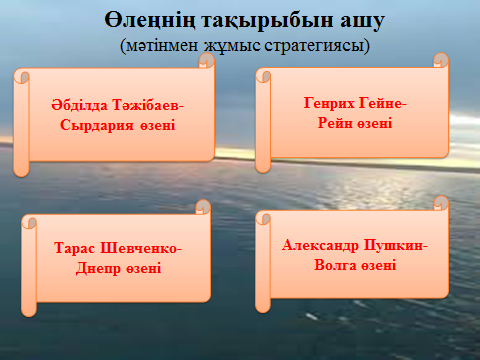 Өлеңнің тақырыбын ашу
(мәтінмен жұмыс стратегиясы)
Әбділда Тәжібаев-
Сырдария өзені
Генрих Гейне-
Рейн өзені
Тарас Шевченко-
Днепр өзені
Александр Пушкин-
Волга өзені